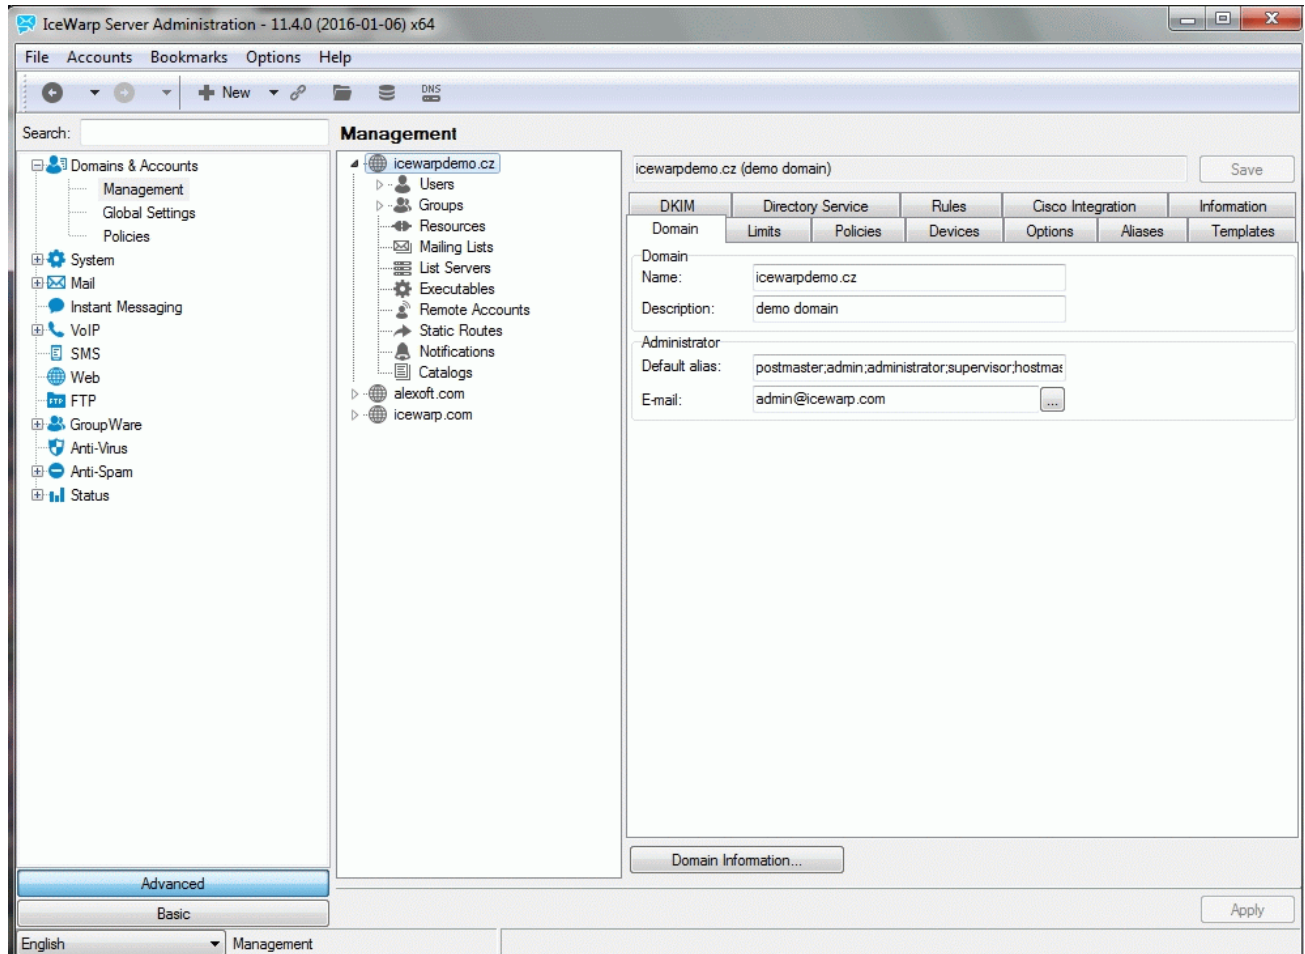 IceWarp Server Administration - 11.4.0 (2016-01-06) x64
File Accounts Bookmarks Options Help
New DNS
Search:
Management
Domains & Accounts
Management
Global Settings
Policies
System
Mail
Instant Messaging
VoIP
SMS
Web
FTP FTP
GroupWare
Anti-Virus
Anti-Spam
Status
Advanced
Basic
icewarpdemo.cz
Users
Groups
Resources
Mailing Lists
List Servers
Executables
Remote Accounts
Static Routes
Notifications
Catalogs
alexoft.com
icewarp.com
icewarpdemo.cz (demo domain) Save
DKIM Directory Service Rules Cisco Integration Information
Domain Limits Policies Devices Options Aliases Templates
Domain
Name: icewarpdemo.cz
Description: demo domain
Administrator
Default alias: postmaster;admin;administrator;supervisor;hostmas
E-mail: admin@icewarp.com ...
Domain Information...
Apply
English Management